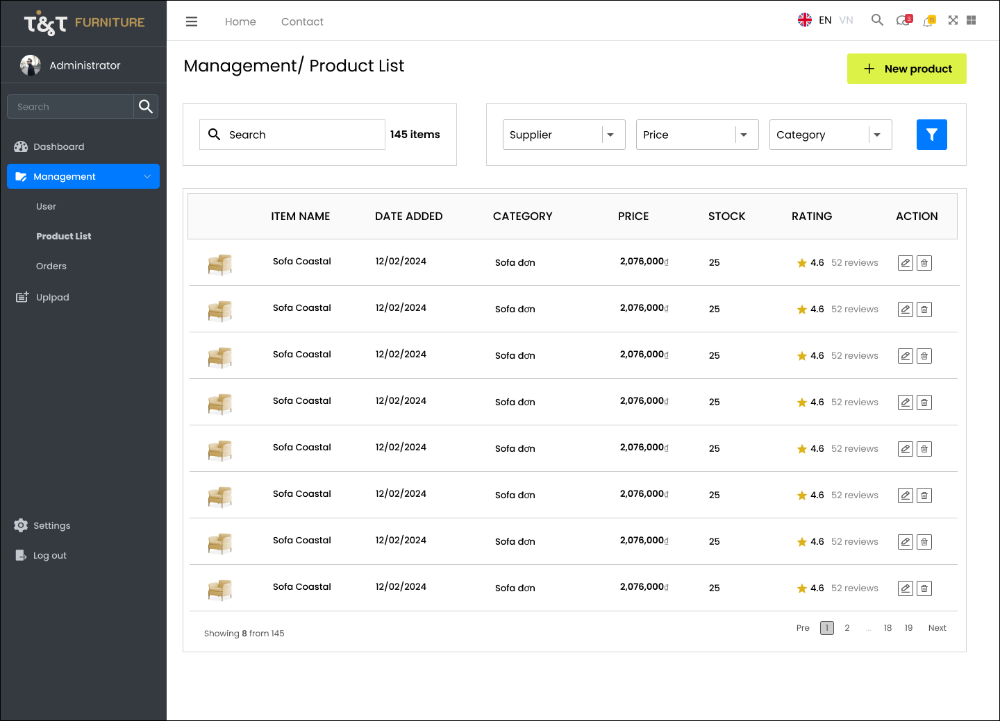 T&T FURNITURE
Administrator
Search
Dashboard
Management
User
Product List
Orders
Uplpad
Settings
Log out
Home Contact
EN VN
3
15
Management/ Product List
+ New product
Search
145 items
Supplier
Price
Category
ITEM NAME DATE ADDED CATEGORY PRICE STOCK RATING ACTION
Sofa Coastal 12/02/2024 Sofa đơn 2,076,000₫ 25 4.6 52 reviews
Sofa Coastal 12/02/2024 Sofa đơn 2,076,000₫ 25 4.6 52 reviews
Sofa Coastal 12/02/2024 Sofa đơn 2,076,000₫ 25 4.6 52 reviews
Sofa Coastal 12/02/2024 Sofa đơn 2,076,000₫ 25 4.6 52 reviews
Sofa Coastal 12/02/2024 Sofa đơn 2,076,000₫ 25 4.6 52 reviews
Sofa Coastal 12/02/2024 Sofa đơn 2,076,000₫ 25 4.6 52 reviews
Sofa Coastal 12/02/2024 Sofa đơn 2,076,000₫ 25 4.6 52 reviews
Sofa Coastal 12/02/2024 Sofa đơn 2,076,000₫ 25 4.6 52 reviews
Showing 8 from 145
Pre 1 2 ... 18 19 Next